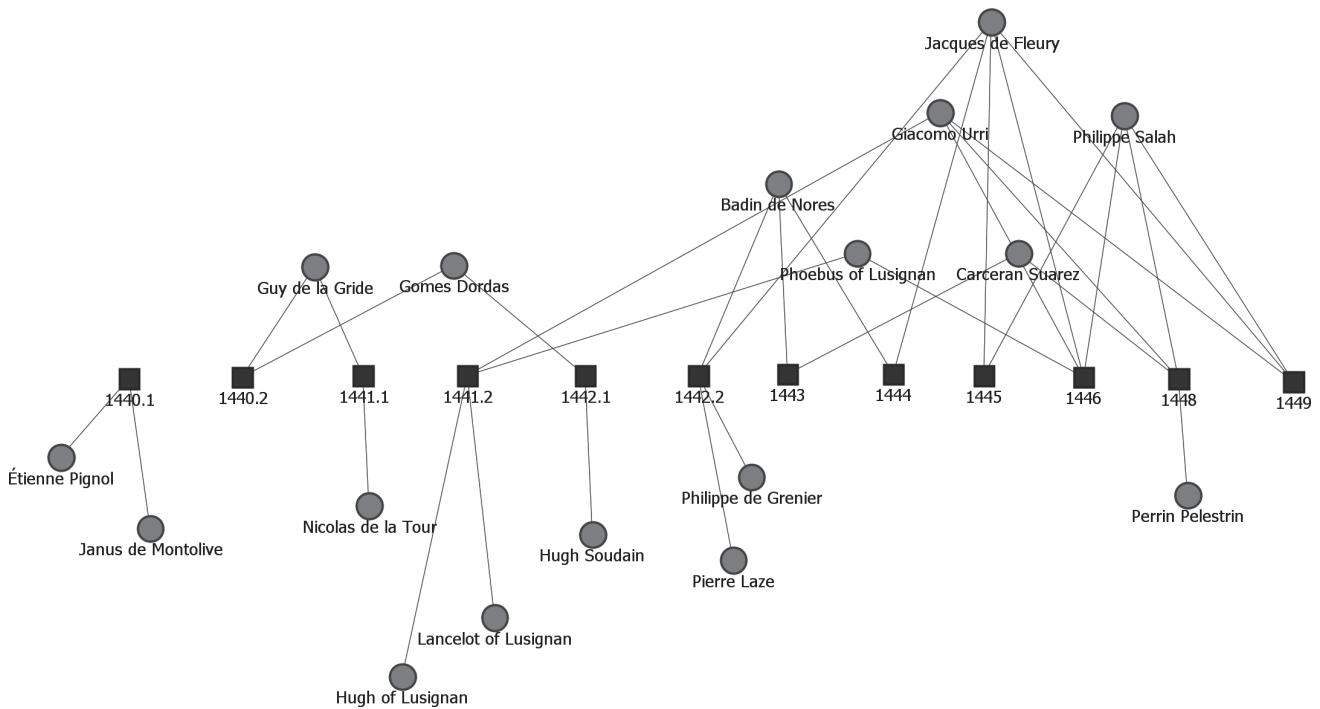 Jacques de Fleury
Giacomo Urri
Philippe Salah
Badin de Nores
Phoebus of Lusignan
Carceran Suarez
Guy de la Gride
Gomes Dordas
1440.1
1440.2
1441.1
1441.2
1442.1
1442.2
1443
1444
1445
1446
1448
1449
Étienne Pignol
Philippe de Grenier
Nicolas de la Tour
Perrin Pelestrin
Janus de Montolive
Hugh Soudain
Pierre Laze
Lancelot of Lusignan
Hugh of Lusignan